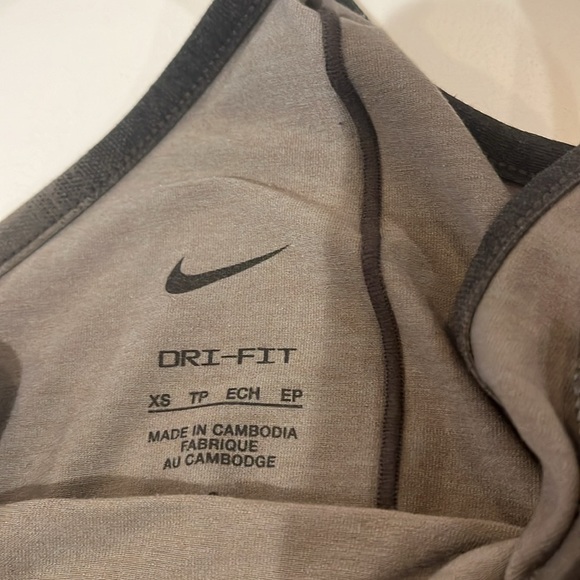 DRI-FIT
XS TP ECH EP
MADE IN CAMBODIA
FABRIQUE
AU CAMBODGE